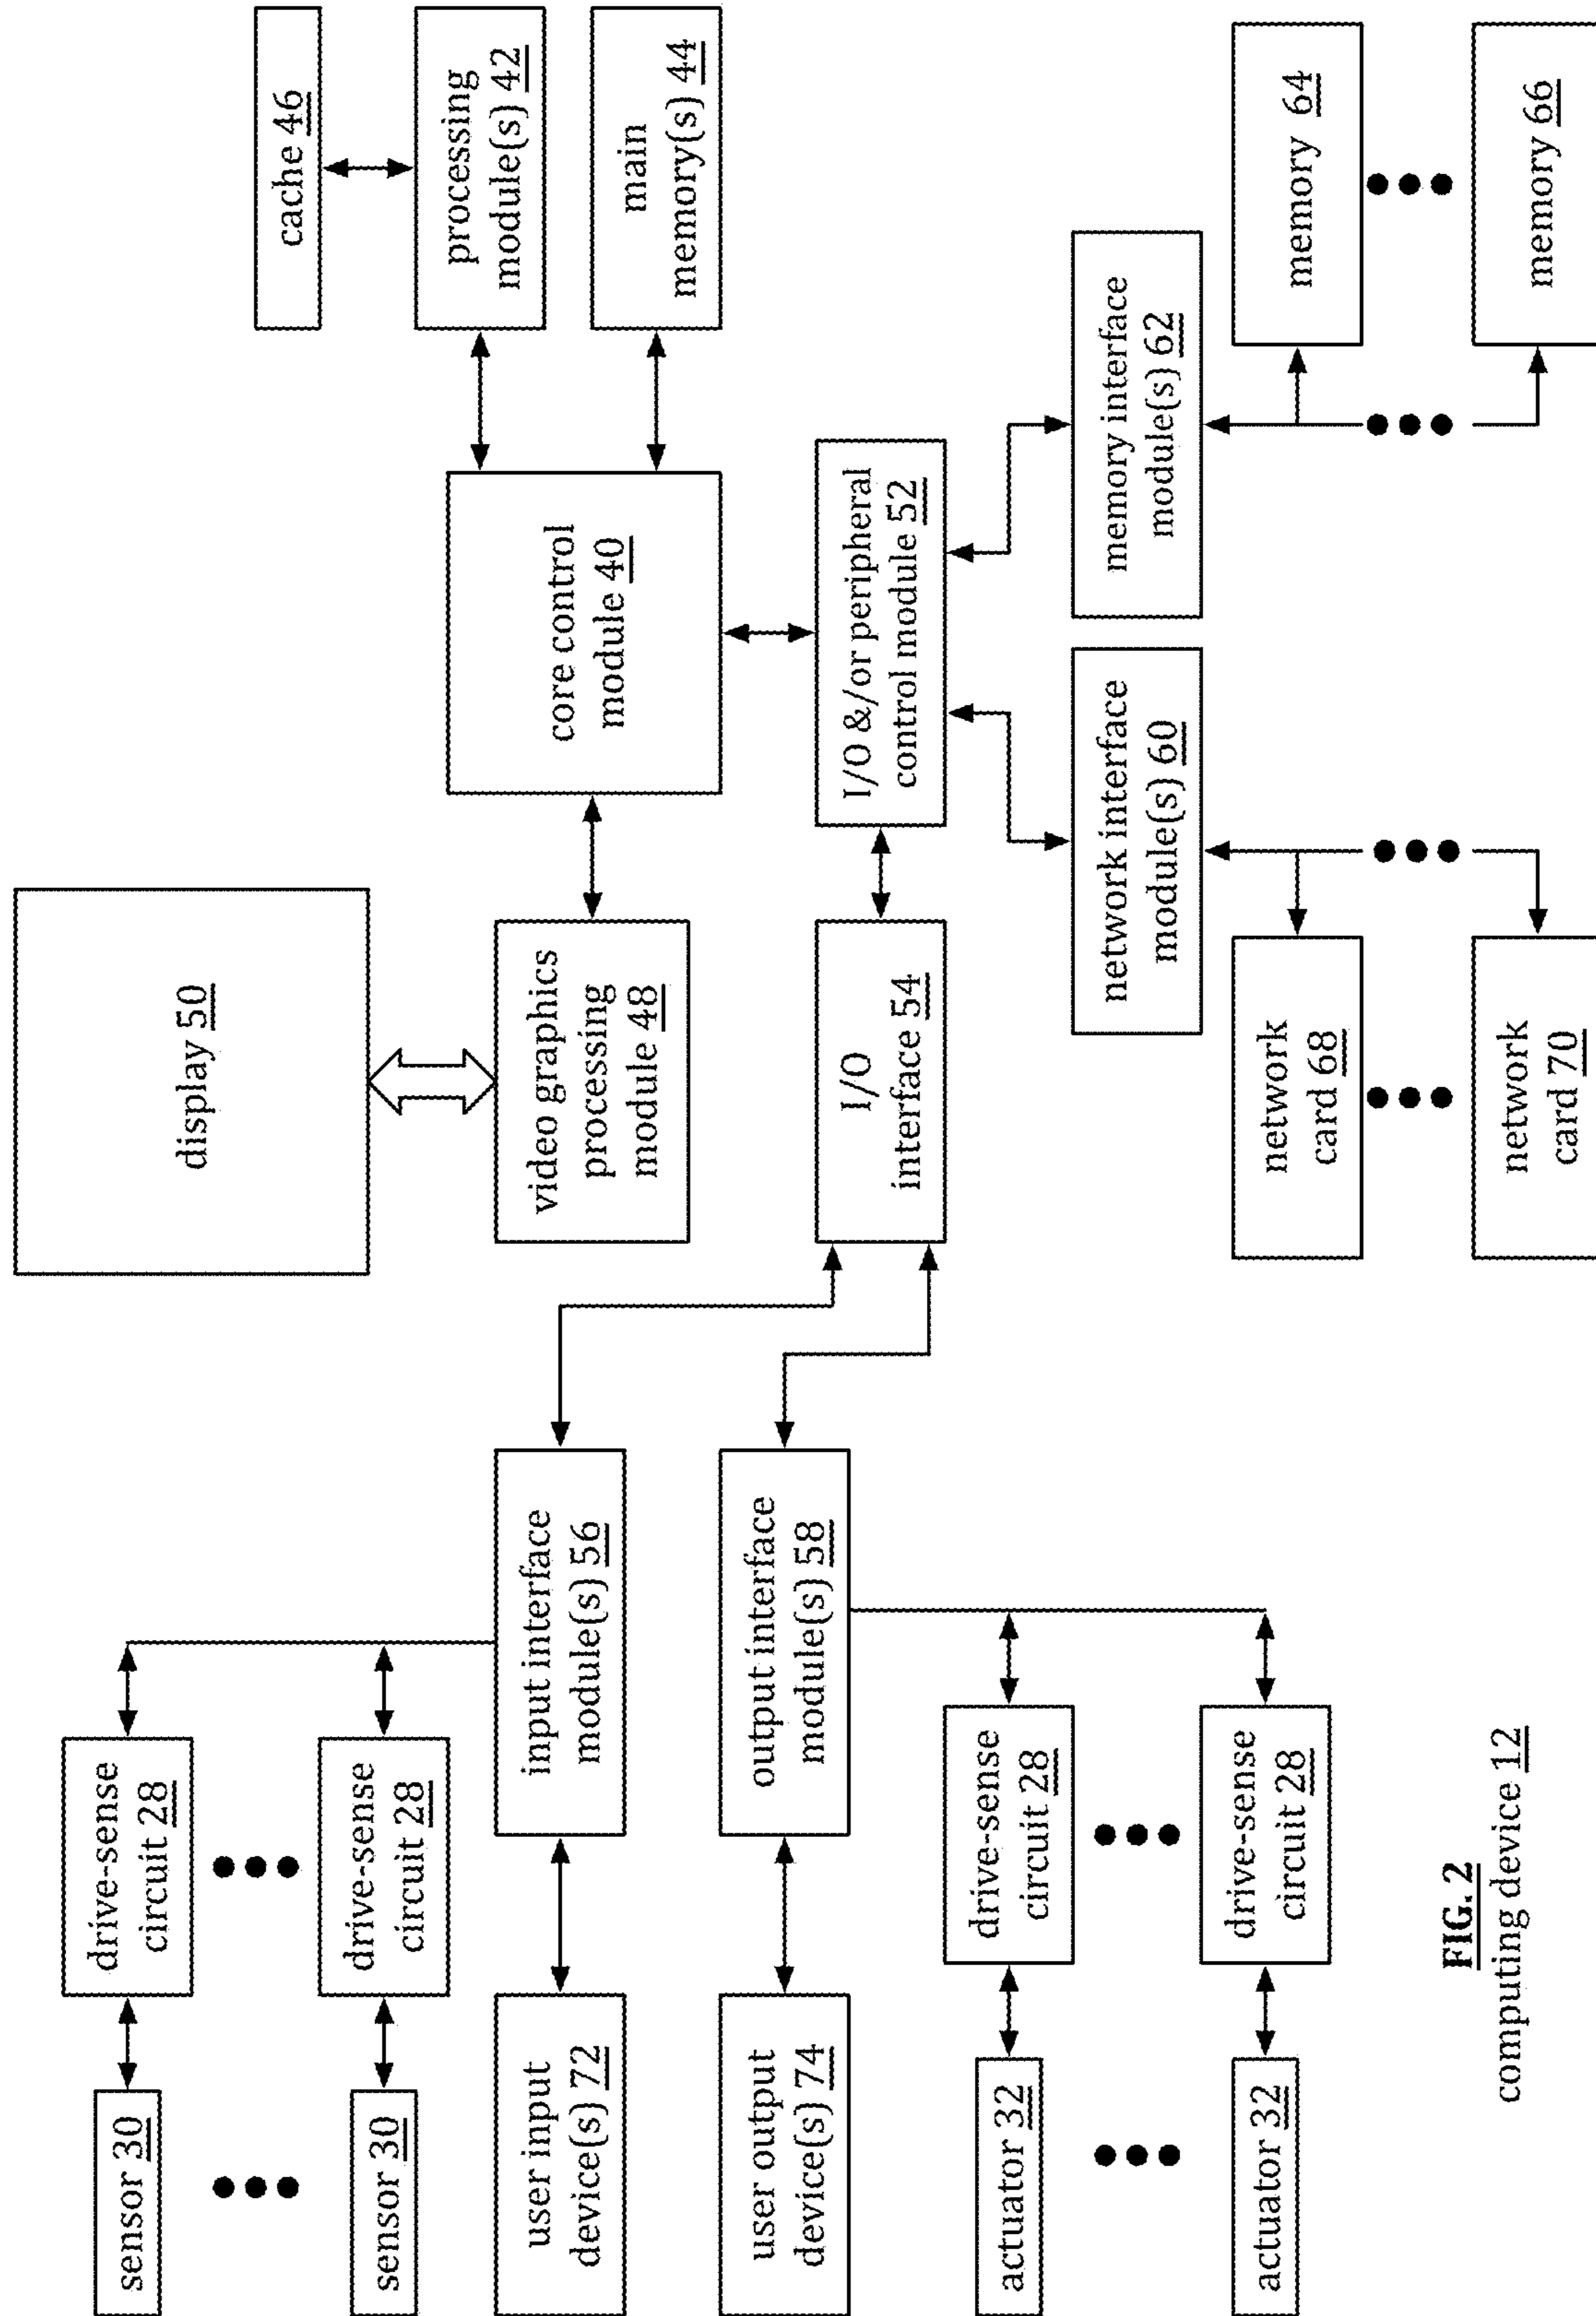 display 50
cache 46
processing
module(s) 42
main
memory(s) 44
core control
module 40
video graphics
processing
module 48
I/O
interface 54
I/O &/or peripheral
control module 52
sensor 30
drive-sense
circuit 28
sensor 30
drive-sense
circuit 28
user input
device(s) 72
input interface
module(s) 56
user output
device(s) 74
output interface
module(s) 58
actuator 32
drive-sense
circuit 28
actuator 32
drive-sense
circuit 28
network interface
module(s) 60
memory interface
module(s) 62
network
card 68
memory 64
network
card 70
memory 66
FIG. 2
computing device 12